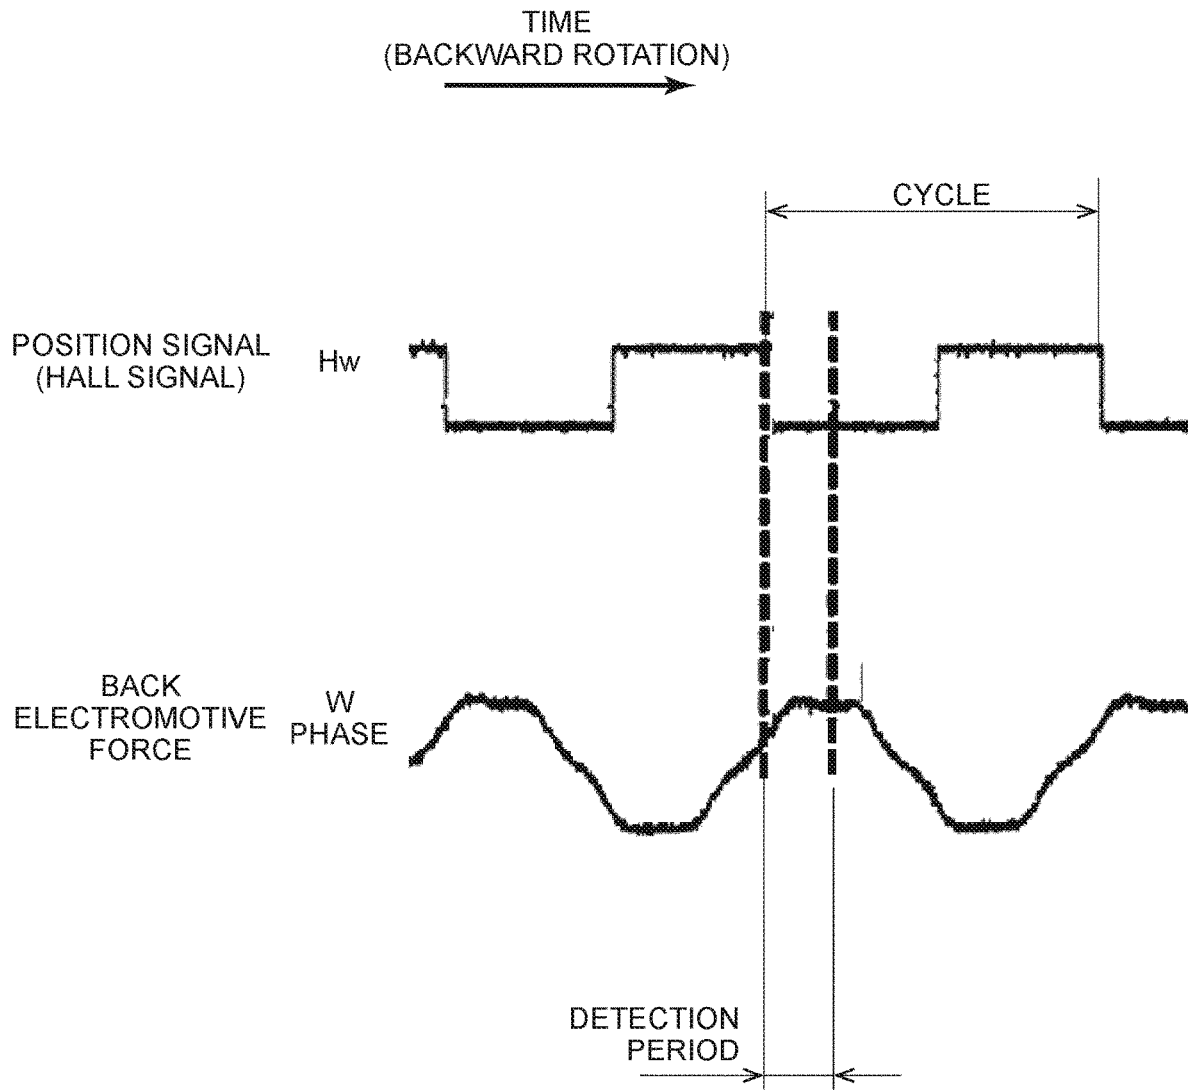 TIME
(BACKWARD ROTATION)
CYCLE
POSITION SIGNAL
(HALL SIGNAL)
Hw
BACK
ELECTROMOTIVE
FORCE
W
PHASE
DETECTION
PERIOD